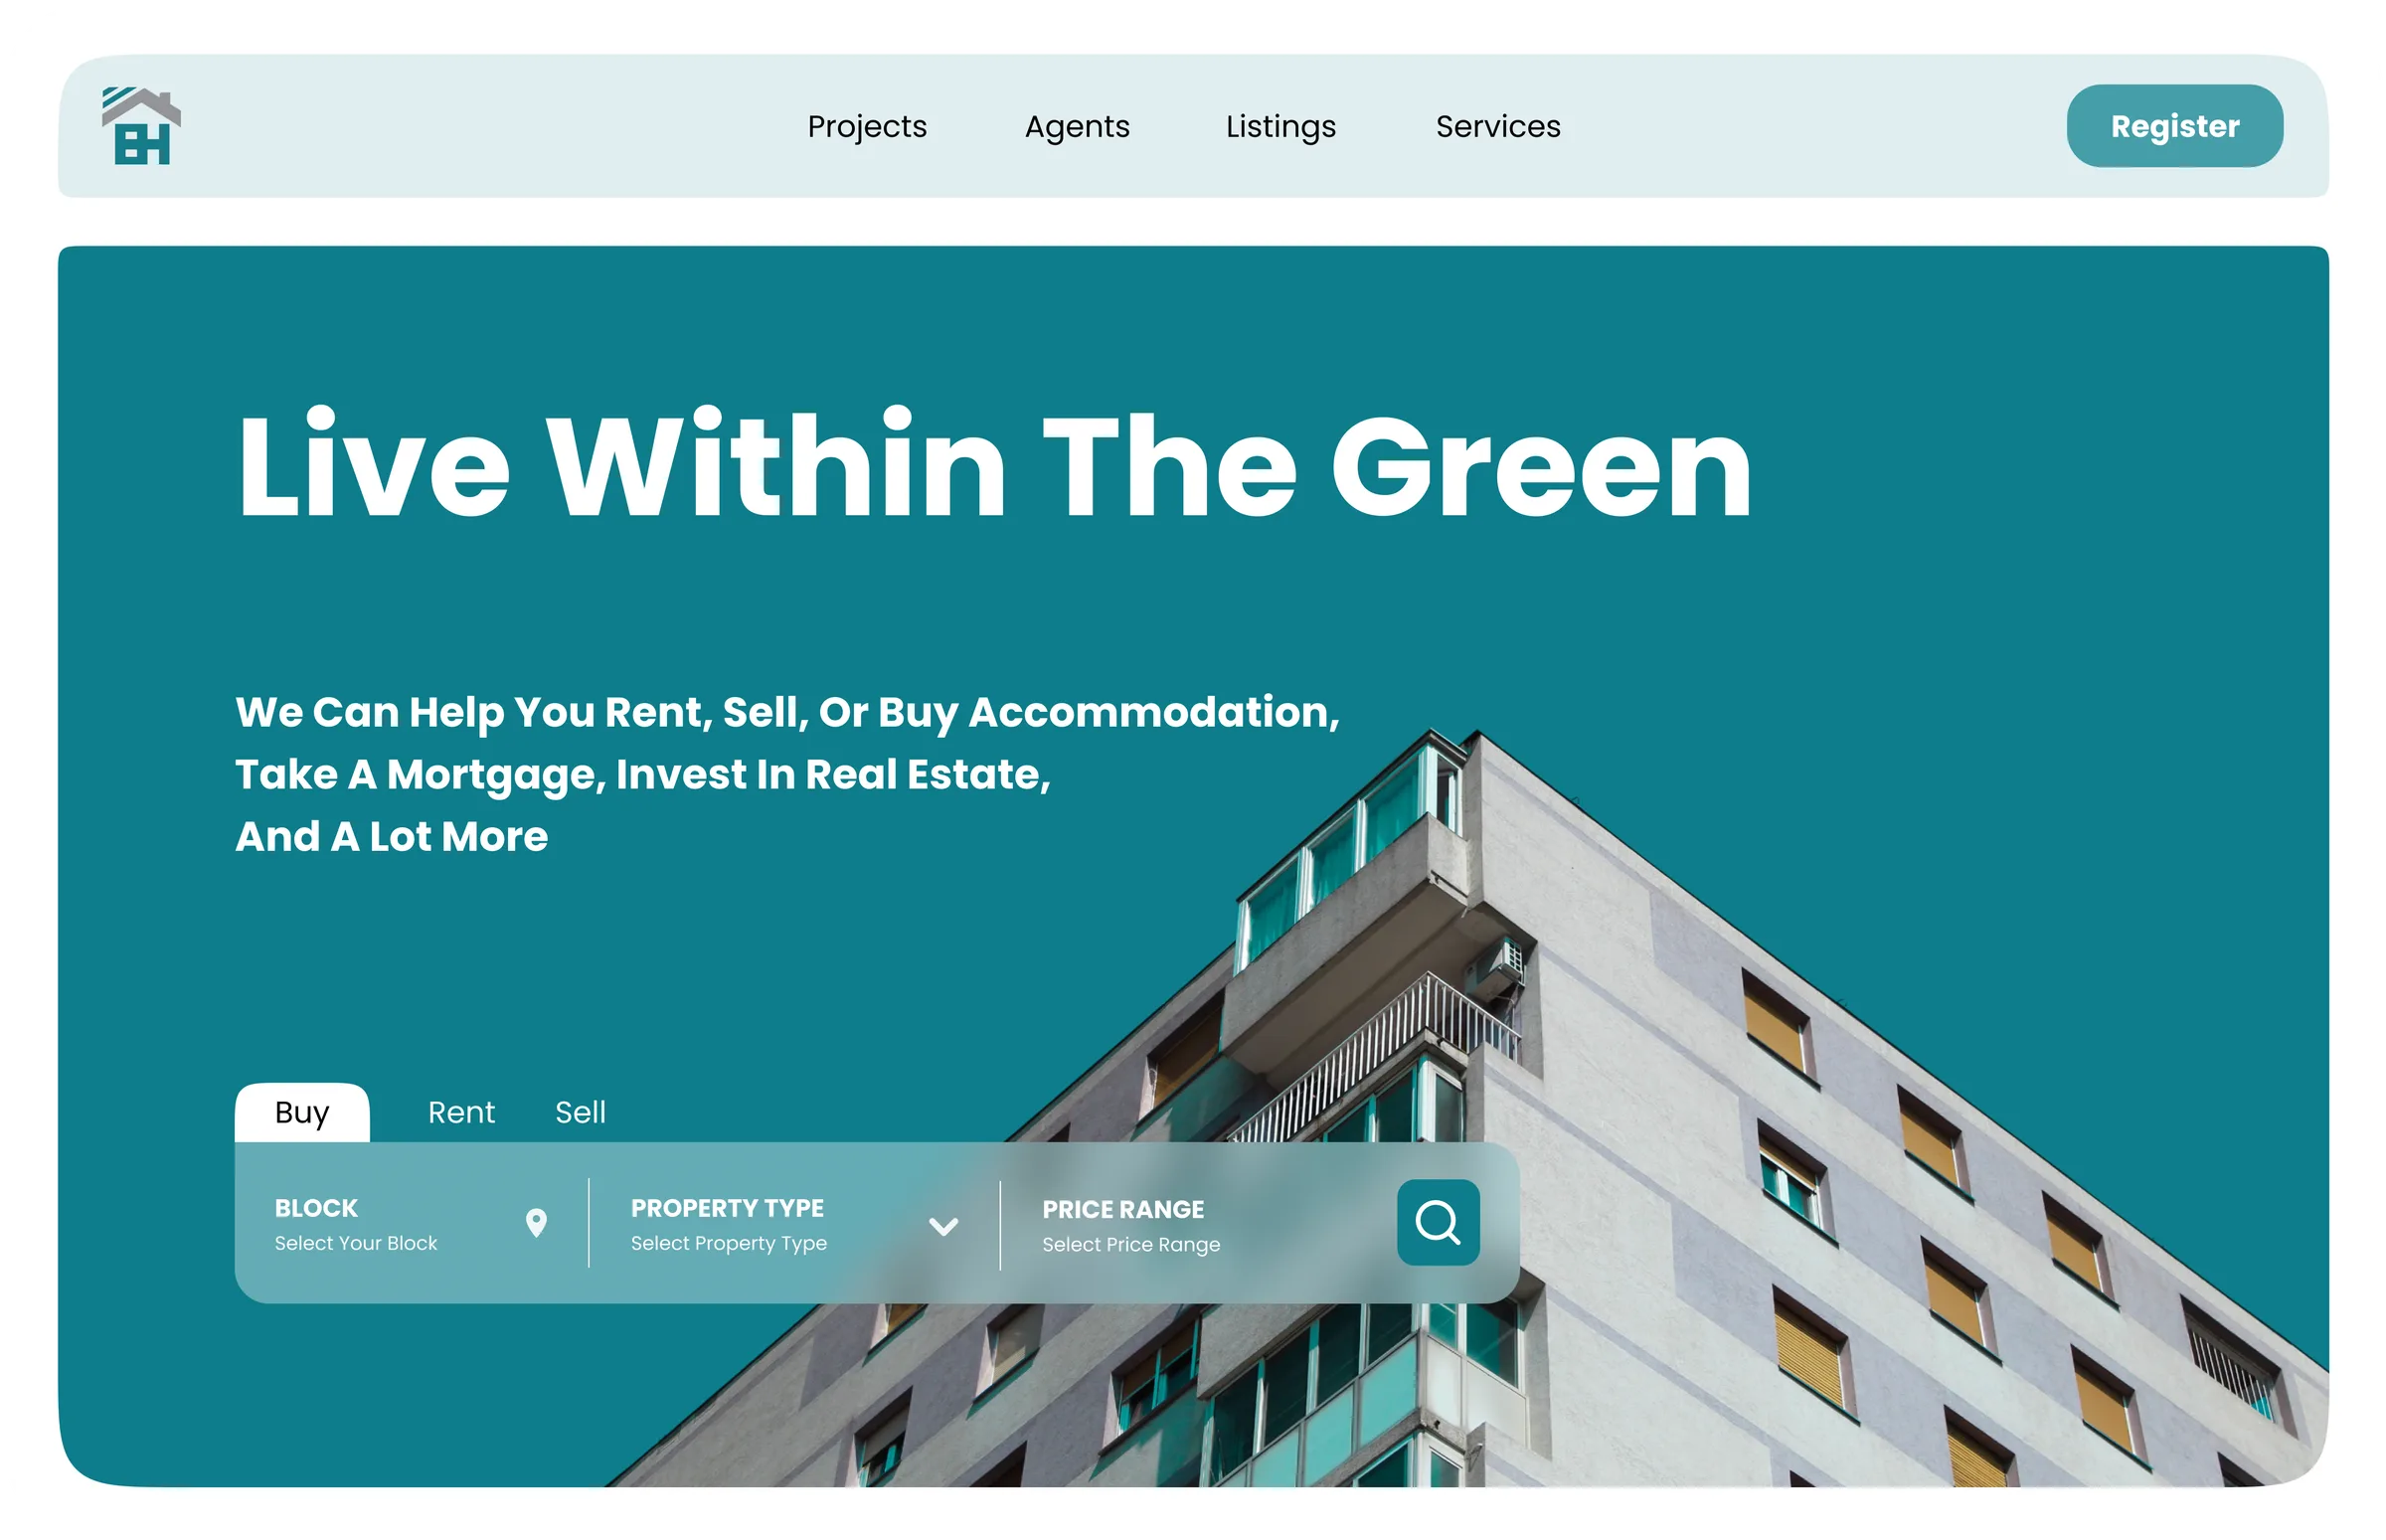 BH
Projects
Agents
Listings
Services
Register
Live Within The Green
We Can Help You Rent, Sell, Or Buy Accommodation,
Take A Mortgage, Invest In Real Estate,
And A Lot More
Buy
Rent
Sell
BLOCK
Select Your Block
PROPERTY TYPE
Select Property Type
PRICE RANGE
Select Price Range